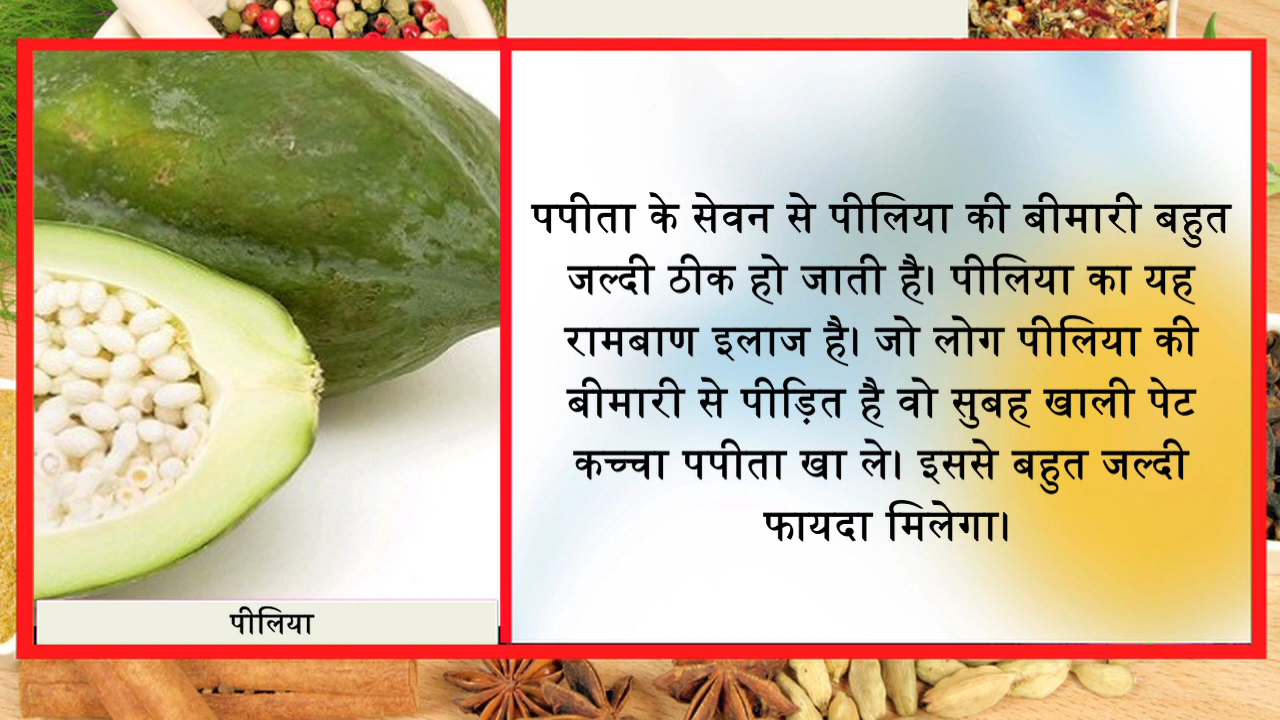 पपीता के सेवन से पीलिया की बीमारी बहुत
जल्दी ठीक हो जाती है। पीलिया का यह
रामबाण इलाज है। जो लोग पीलिया की
बीमारी से पीड़ित है वो सुबह खाली पेट
कच्चा पपीता खा ले। इससे बहुत जल्दी
फायदा मिलेगा।
पीलिया